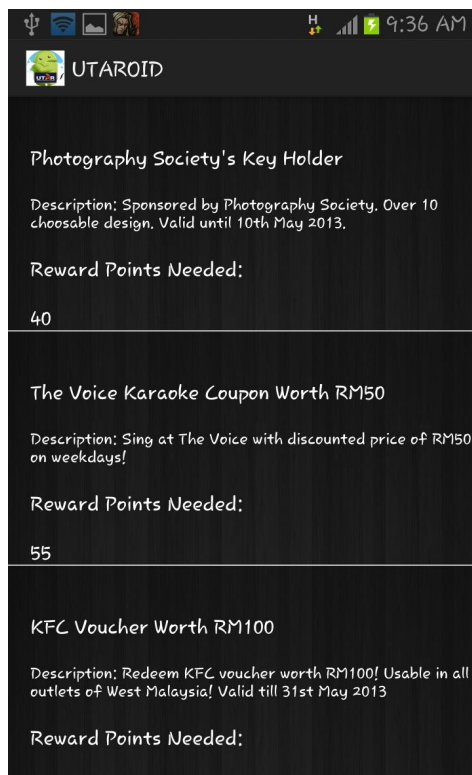 H 9:36 AM
UTAR UTAROID
Photography Society's Key Holder
Description: Sponsored by Photography Society. Over 10
choosable design. Valid until 10th May 2013.
Reward Points Needed:
40
The Voice Karaoke Coupon Worth RM50
Description: Sing at The Voice with discounted price of RM50
on weekdays!
Reward Points Needed:
55
KFC Voucher Worth RM100
Description: Redeem KFC voucher worth RM100! Usable in all
outlets of West Malaysia! Valid till 31st May 2013
Reward Points Needed: